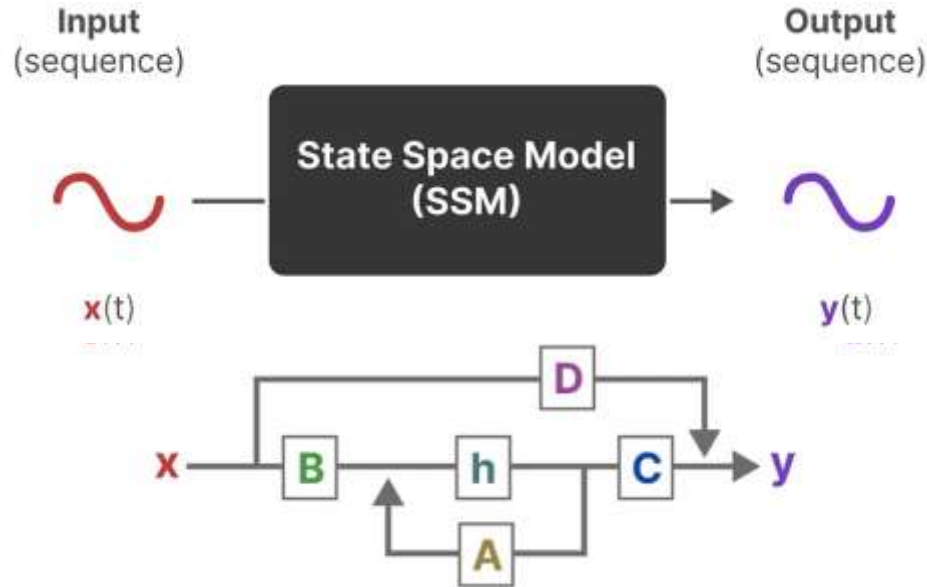 Input
(sequence)
Output
(sequence)
State Space Model
(SSM)
x(t)
y(t)
D
x B h C y
A